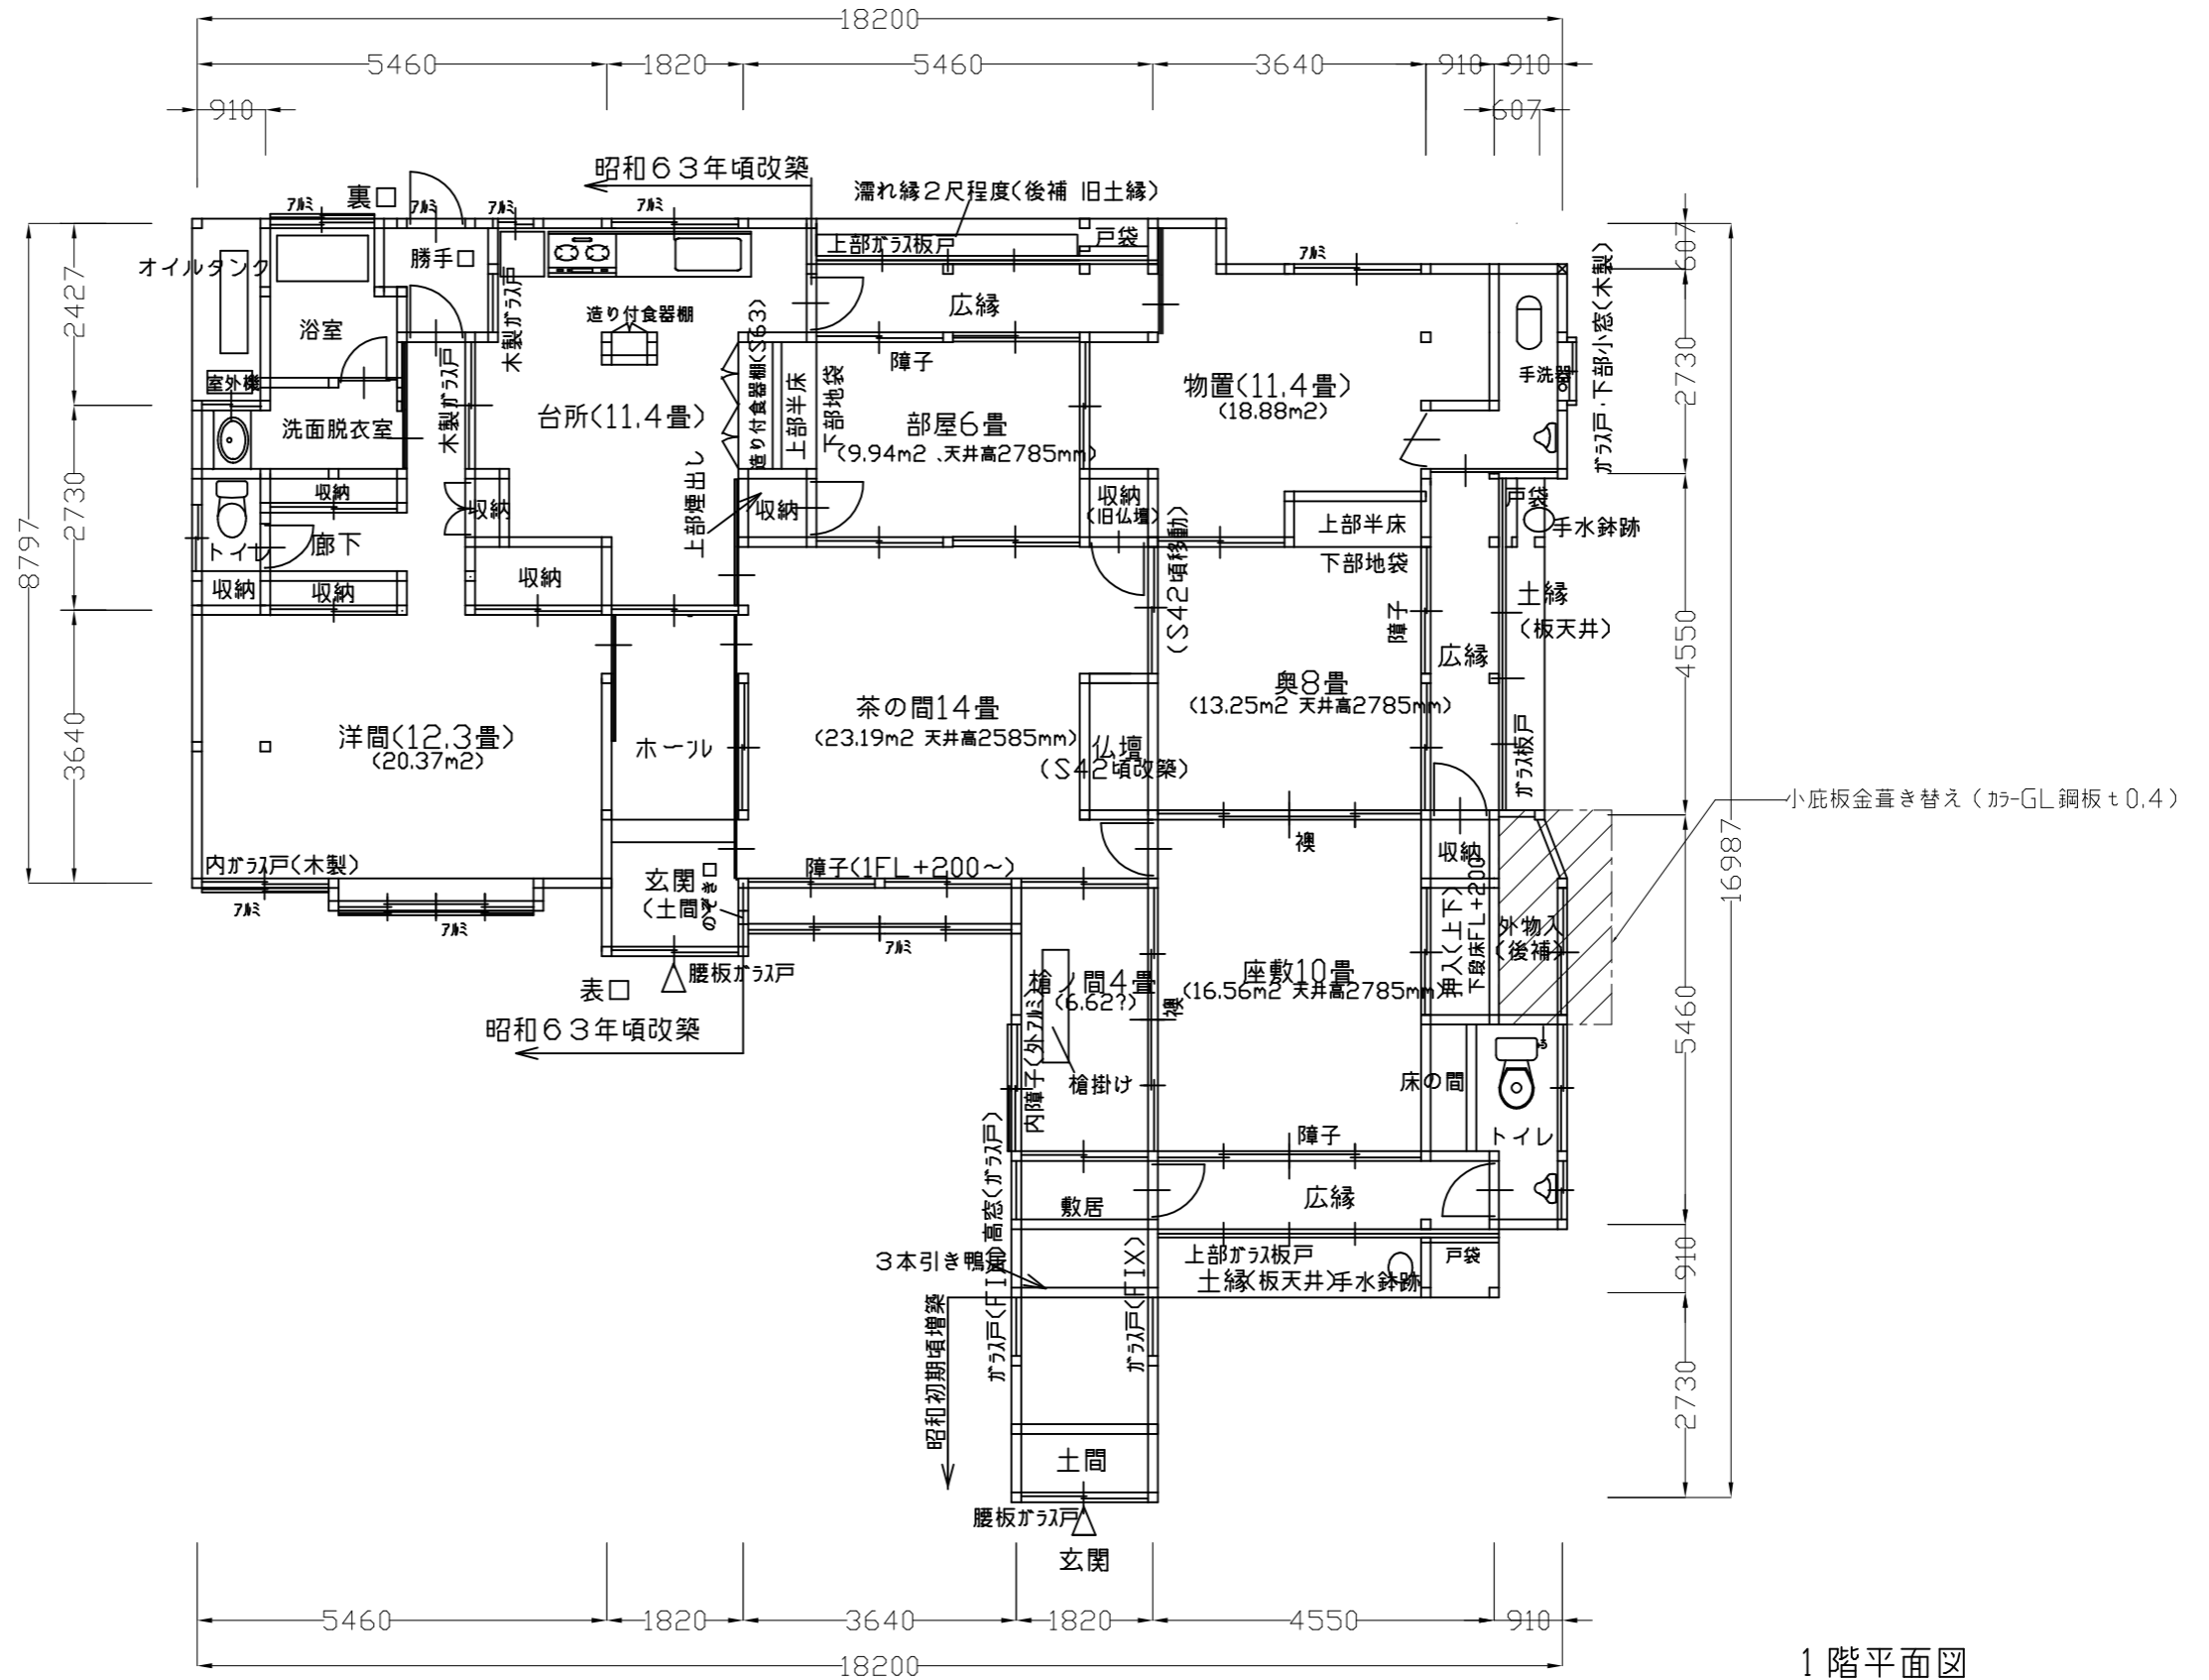 18200
5460
1820
5460
3640
910
910
910
607
昭和63年頃改築
濡れ縁2尺程度(後補 旧土縁)
裏口
アルミ
アルミ
アルミ
アルミ
アルミ
上部ガラス板戸
戸袋
オイルタンク
勝手口
木製ガラス戸
造り付食器棚
広縁
浴室
障子
室外機
洗面脱衣室
木製ガラス戸
台所(11.4畳)
造り付食器棚(S63)
上部半床
下部地袋
部屋6畳
(9.94m2 、天井高2785mm)
物置(11.4畳)
(18.88m2)
手洗器
ガラス戸・下部小窓(木製)
607
2730
4550
5460
910
2730
16987
2427
2730
3640
8797
収納
トイレ
廊下
収納
収納
収納
収納
上部煙出し
収納
収納
(旧仏壇)
(S42頃移動)
上部半床
下部地袋
戸袋
手水鉢跡
土縁
(板天井)
障子
広縁
奥8畳
(13.25m2 天井高2785mm)
茶の間14畳
(23.19m2 天井高2585mm)
仏壇
(S42頃改築)
洋間(12.3畳)
(20.37m2)
ホール
ガラス板戸
小庇板金葺き替え(カラーGL鋼板t0.4)
襖
収納
内ガラス戸(木製)
アルミ
アルミ
玄関
(土間)
のぞき口
障子(1FL+200~)
アルミ
腰板ガラス戸
表口
昭和63年頃改築
槍ノ間4畳
(6.62?)
襖
座敷10畳
(16.56m2 天井高2785mm)
押入(上下)
下段床FL+200
外物入
(後補)
内障子(外アルミ)
槍掛け
床の間
トイレ
障子
敷居
広縁
高窓(ガラス戸)
3本引き鴨居
ガラス戸(FIX)
ガラス戸(FIX)
上部ガラス板戸
土縁(板天井)
手水鉢跡
戸袋
昭和初期頃増築
土間
腰板ガラス戸
玄関
5460
1820
3640
1820
4550
910
18200
1階平面図